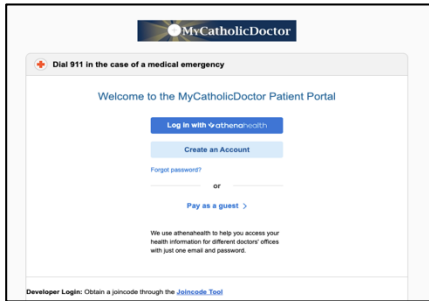 MyCatholicDoctor
Dial 911 in the case of a medical emergency
Welcome to the MyCatholicDoctor Patient Portal
Log in with athenahealth
Create an Account
Forgot password?
or
Pay as a guest >
We use athenahealth to help you access your
health information for different doctors' offices
with just one email and password.
Developer Login: Obtain a joincode through the Joincode Tool